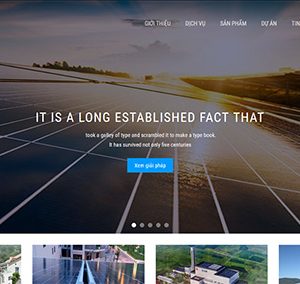 GIỚI THIỆU
DỊCH VỤ
SẢN PHẨM
DỰ ÁN
TIN
IT IS A LONG ESTABLISHED FACT THAT
took a galley of type and scrambled it to make a type book.
It has survived not only five centuries
Xem giải pháp